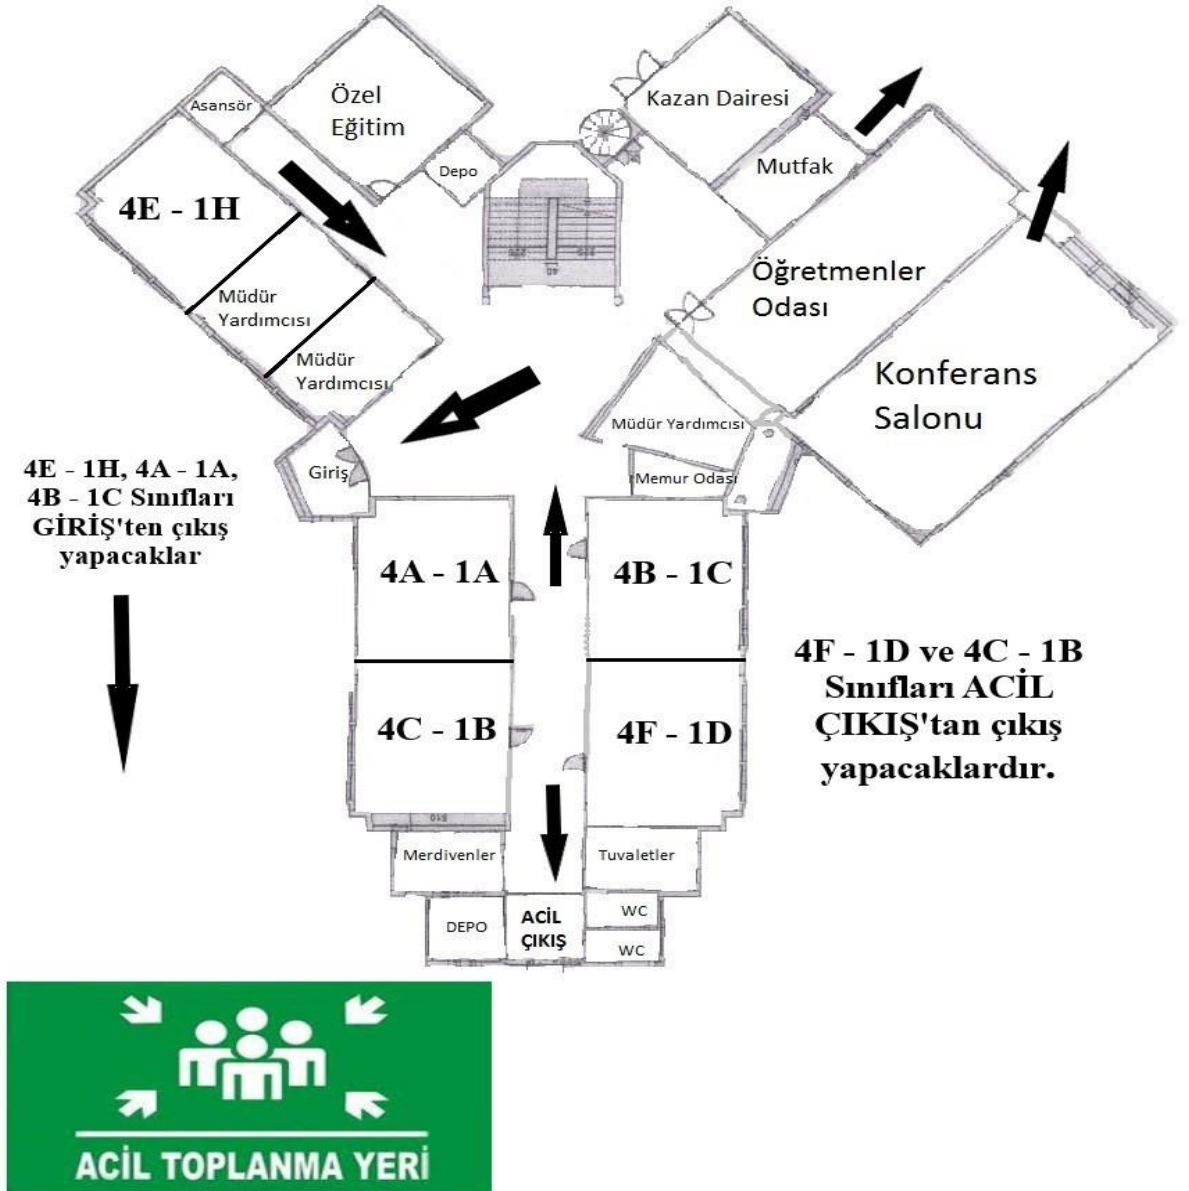 Özel
Eğitim
Asansör
Depo
Kazan Dairesi
Mutfak
4E - 1H
Müdür
Yardımcısı
Müdür
Yardımcısı
Öğretmenler
Odası
Konferans
Salonu
Müdür Yardımcısı
Memur Odası
Giriş
4E - 1H, 4A - 1A,
4B - 1C Sınıfları
GİRİŞ'ten çıkış
yapacaklar
4A - 1A
4B - 1C
4C - 1B
4F - 1D
4F - 1D ve 4C - 1B
Sınıfları ACİL
ÇIKIŞ'tan çıkış
yapacaklardır.
Merdivenler
Tuvaletler
DEPO
ACİL
ÇIKIŞ
WC
WC
ACİL TOPLANMA YERİ